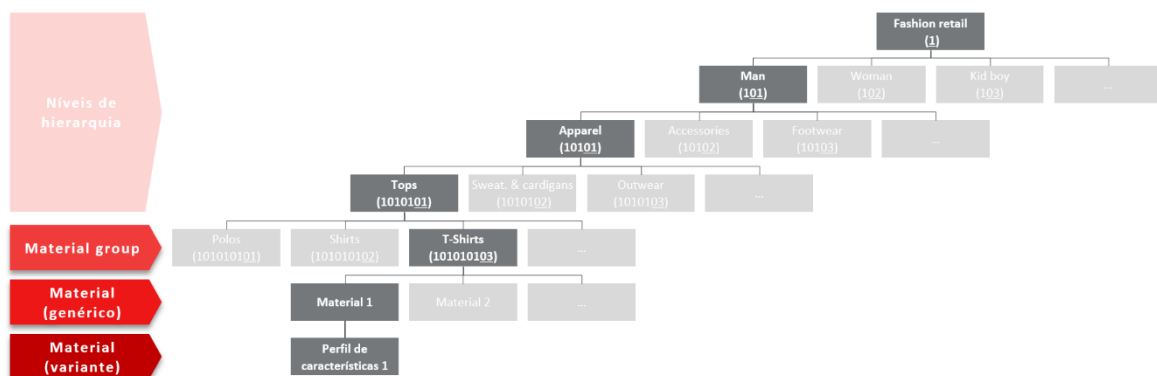 Fashion retail
(1)
Níveis de
hierarquia
Man
(101)
Woman
(102)
Kid boy
(103)
...
Apparel
(10101)
Accessories
(10102)
Footwear
(10103)
...
Tops
(1010101)
Sweat. & cardigans
(1010102)
Outwear
(1010103)
...
Material group
Polos
(101010101)
Shirts
(101010102)
T-Shirts
(101010103)
...
Material
(genérico)
Material 1
Material 2
...
Material
(variante)
Perfil de
características 1